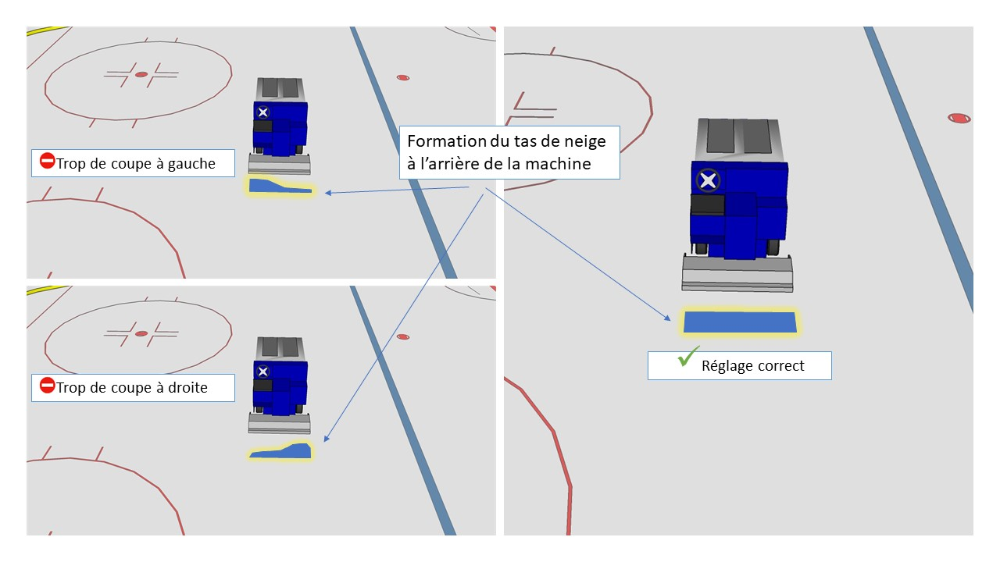 Trop de coupe à gauche
Formation du tas de neige
à l’arrière de la machine
Trop de coupe à droite
Réglage correct